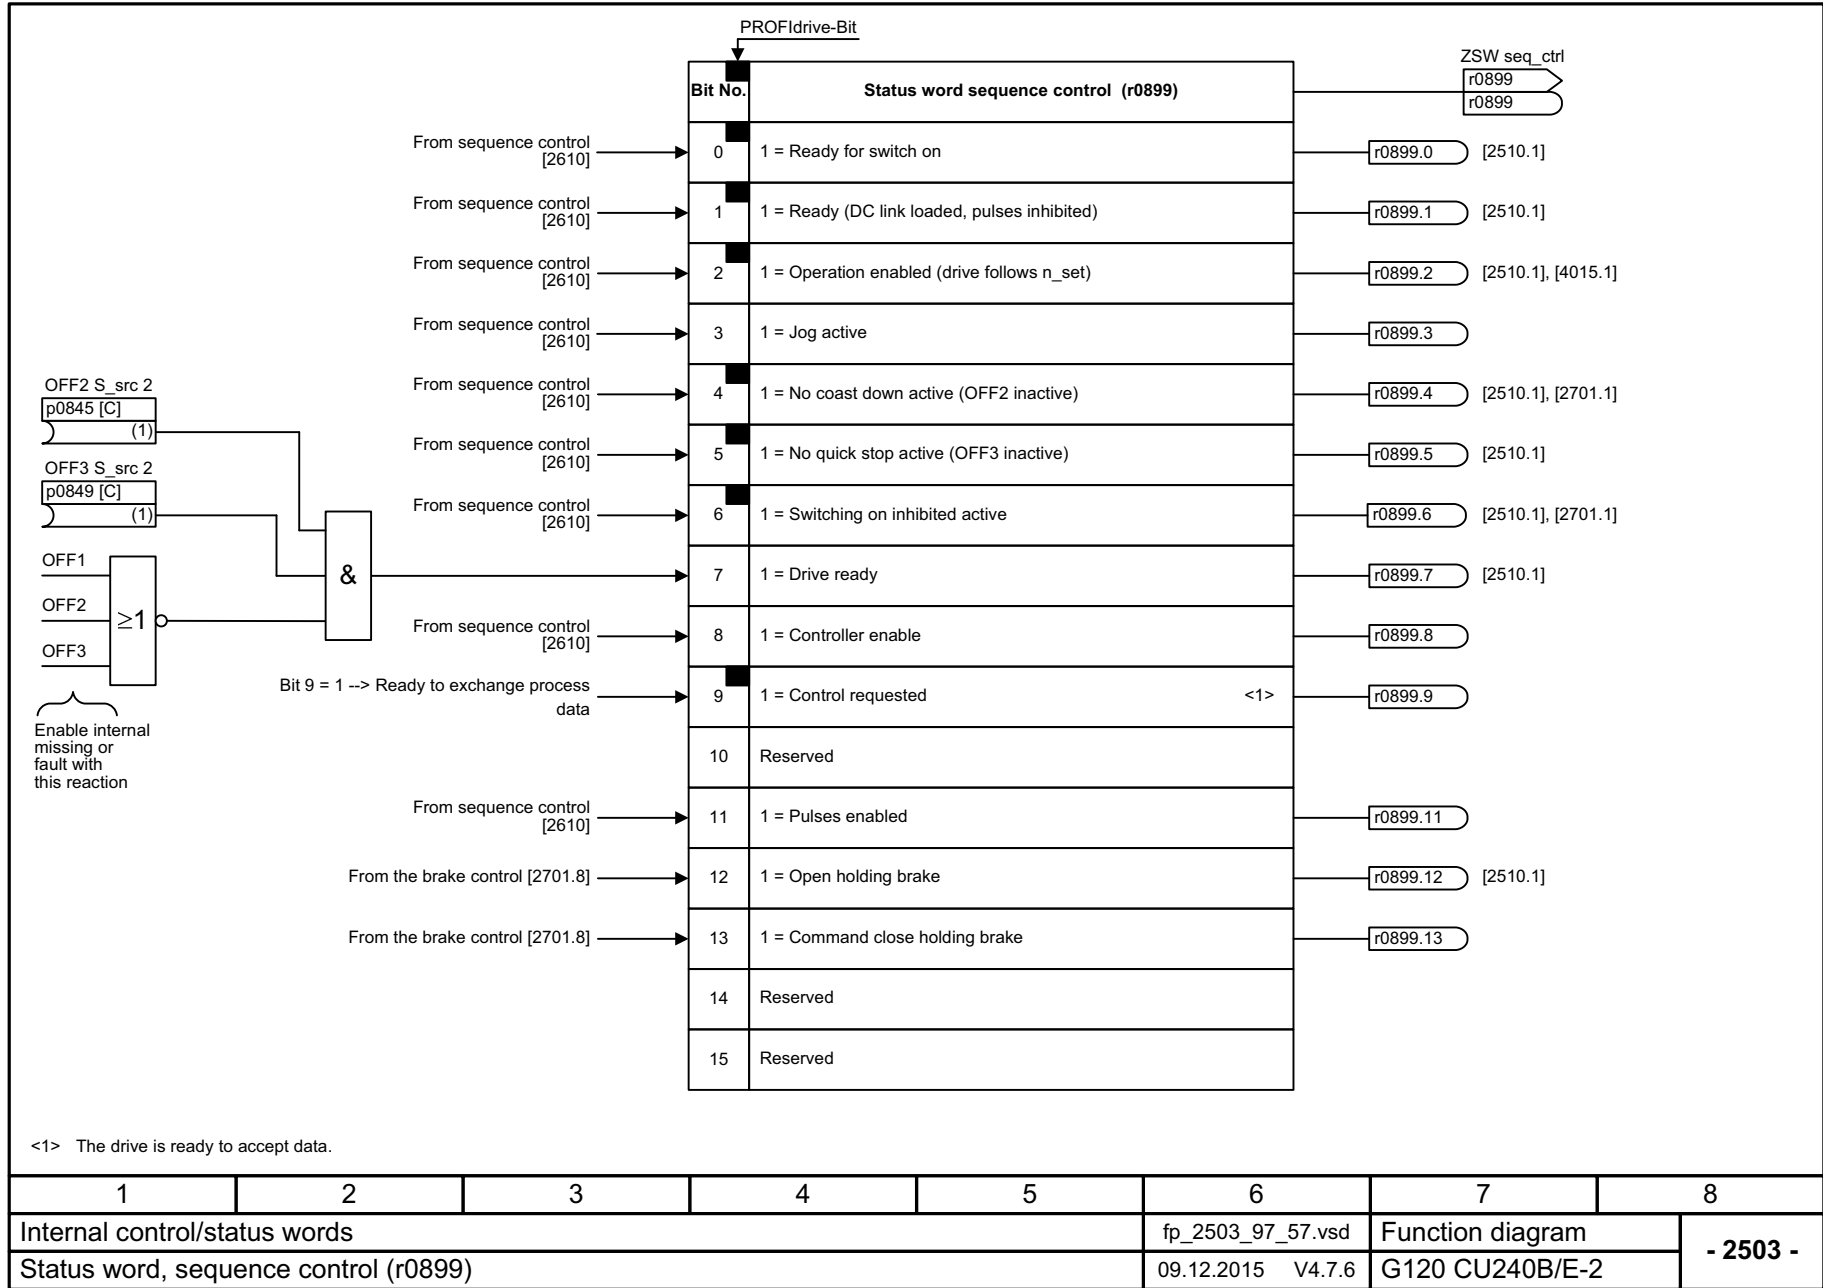 PROFIdrive-Bit
ZSW seq_ctrl
r0899
r0899
Bit No. Status word sequence control (r0899)
From sequence control
[2610]
0 1 = Ready for switch on r0899.0 [2510.1]
From sequence control
[2610]
1 1 = Ready (DC link loaded, pulses inhibited) r0899.1 [2510.1]
From sequence control
[2610]
2 1 = Operation enabled (drive follows n_set) r0899.2 [2510.1], [4015.1]
From sequence control
[2610]
3 1 = Jog active r0899.3
From sequence control
[2610]
4 1 = No coast down active (OFF2 inactive) r0899.4 [2510.1], [2701.1]
OFF2 S_src 2
p0845 [C]
(1)
From sequence control
[2610]
5 1 = No quick stop active (OFF3 inactive) r0899.5 [2510.1]
OFF3 S_src 2
p0849 [C]
(1)
From sequence control
[2610]
6 1 = Switching on inhibited active r0899.6 [2510.1], [2701.1]
OFF1
OFF2
OFF3
≥1
&
7 1 = Drive ready r0899.7 [2510.1]
From sequence control
[2610]
8 1 = Controller enable r0899.8
Enable internal
missing or
fault with
this reaction
Bit 9 = 1 --> Ready to exchange process
data
9 1 = Control requested <1> r0899.9
10 Reserved
From sequence control
[2610]
11 1 = Pulses enabled r0899.11
From the brake control [2701.8] 12 1 = Open holding brake r0899.12 [2510.1]
From the brake control [2701.8] 13 1 = Command close holding brake r0899.13
14 Reserved
15 Reserved
<1> The drive is ready to accept data.
1 2 3 4 5 6 7 8
Internal control/status words fp_2503_97_57.vsd Function diagram - 2503 -
Status word, sequence control (r0899) 09.12.2015 V4.7.6 G120 CU240B/E-2